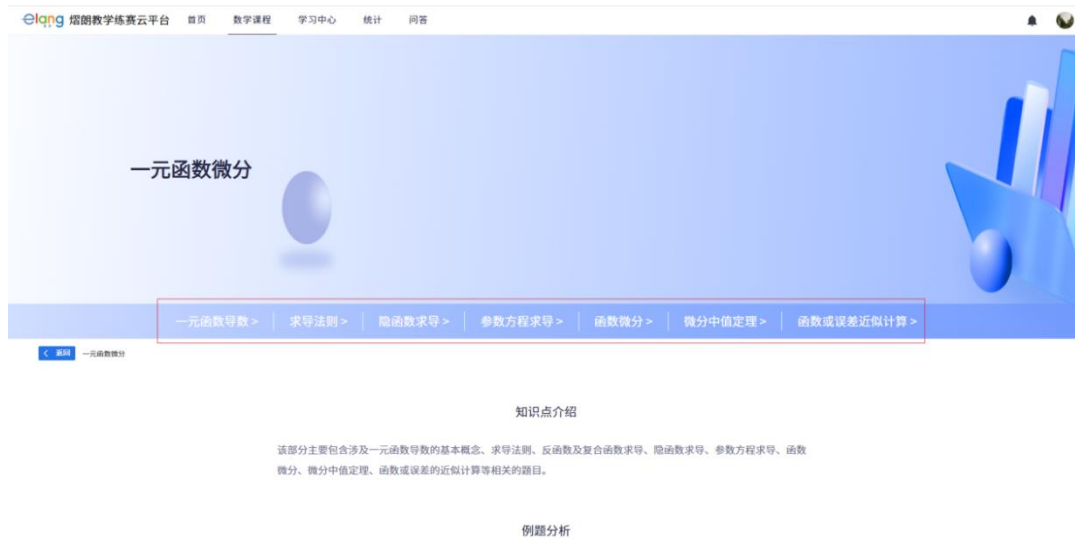 elang 熠朗教学练赛云平台 首页 数学课程 学习中心 统计 问答
一元函数微分
一元函数导数 > 求导法则 > 隐函数求导 > 参数方程求导 > 函数微分 > 微分中值定理 > 函数或误差近似计算 >
< 返回 一元函数微分
知识点介绍
该部分主要包含涉及一元函数导数的基本概念、求导法则、反函数及复合函数求导、隐函数求导、参数方程求导、函数
微分、微分中值定理、函数或误差的近似计算等相关的题目。
例题分析